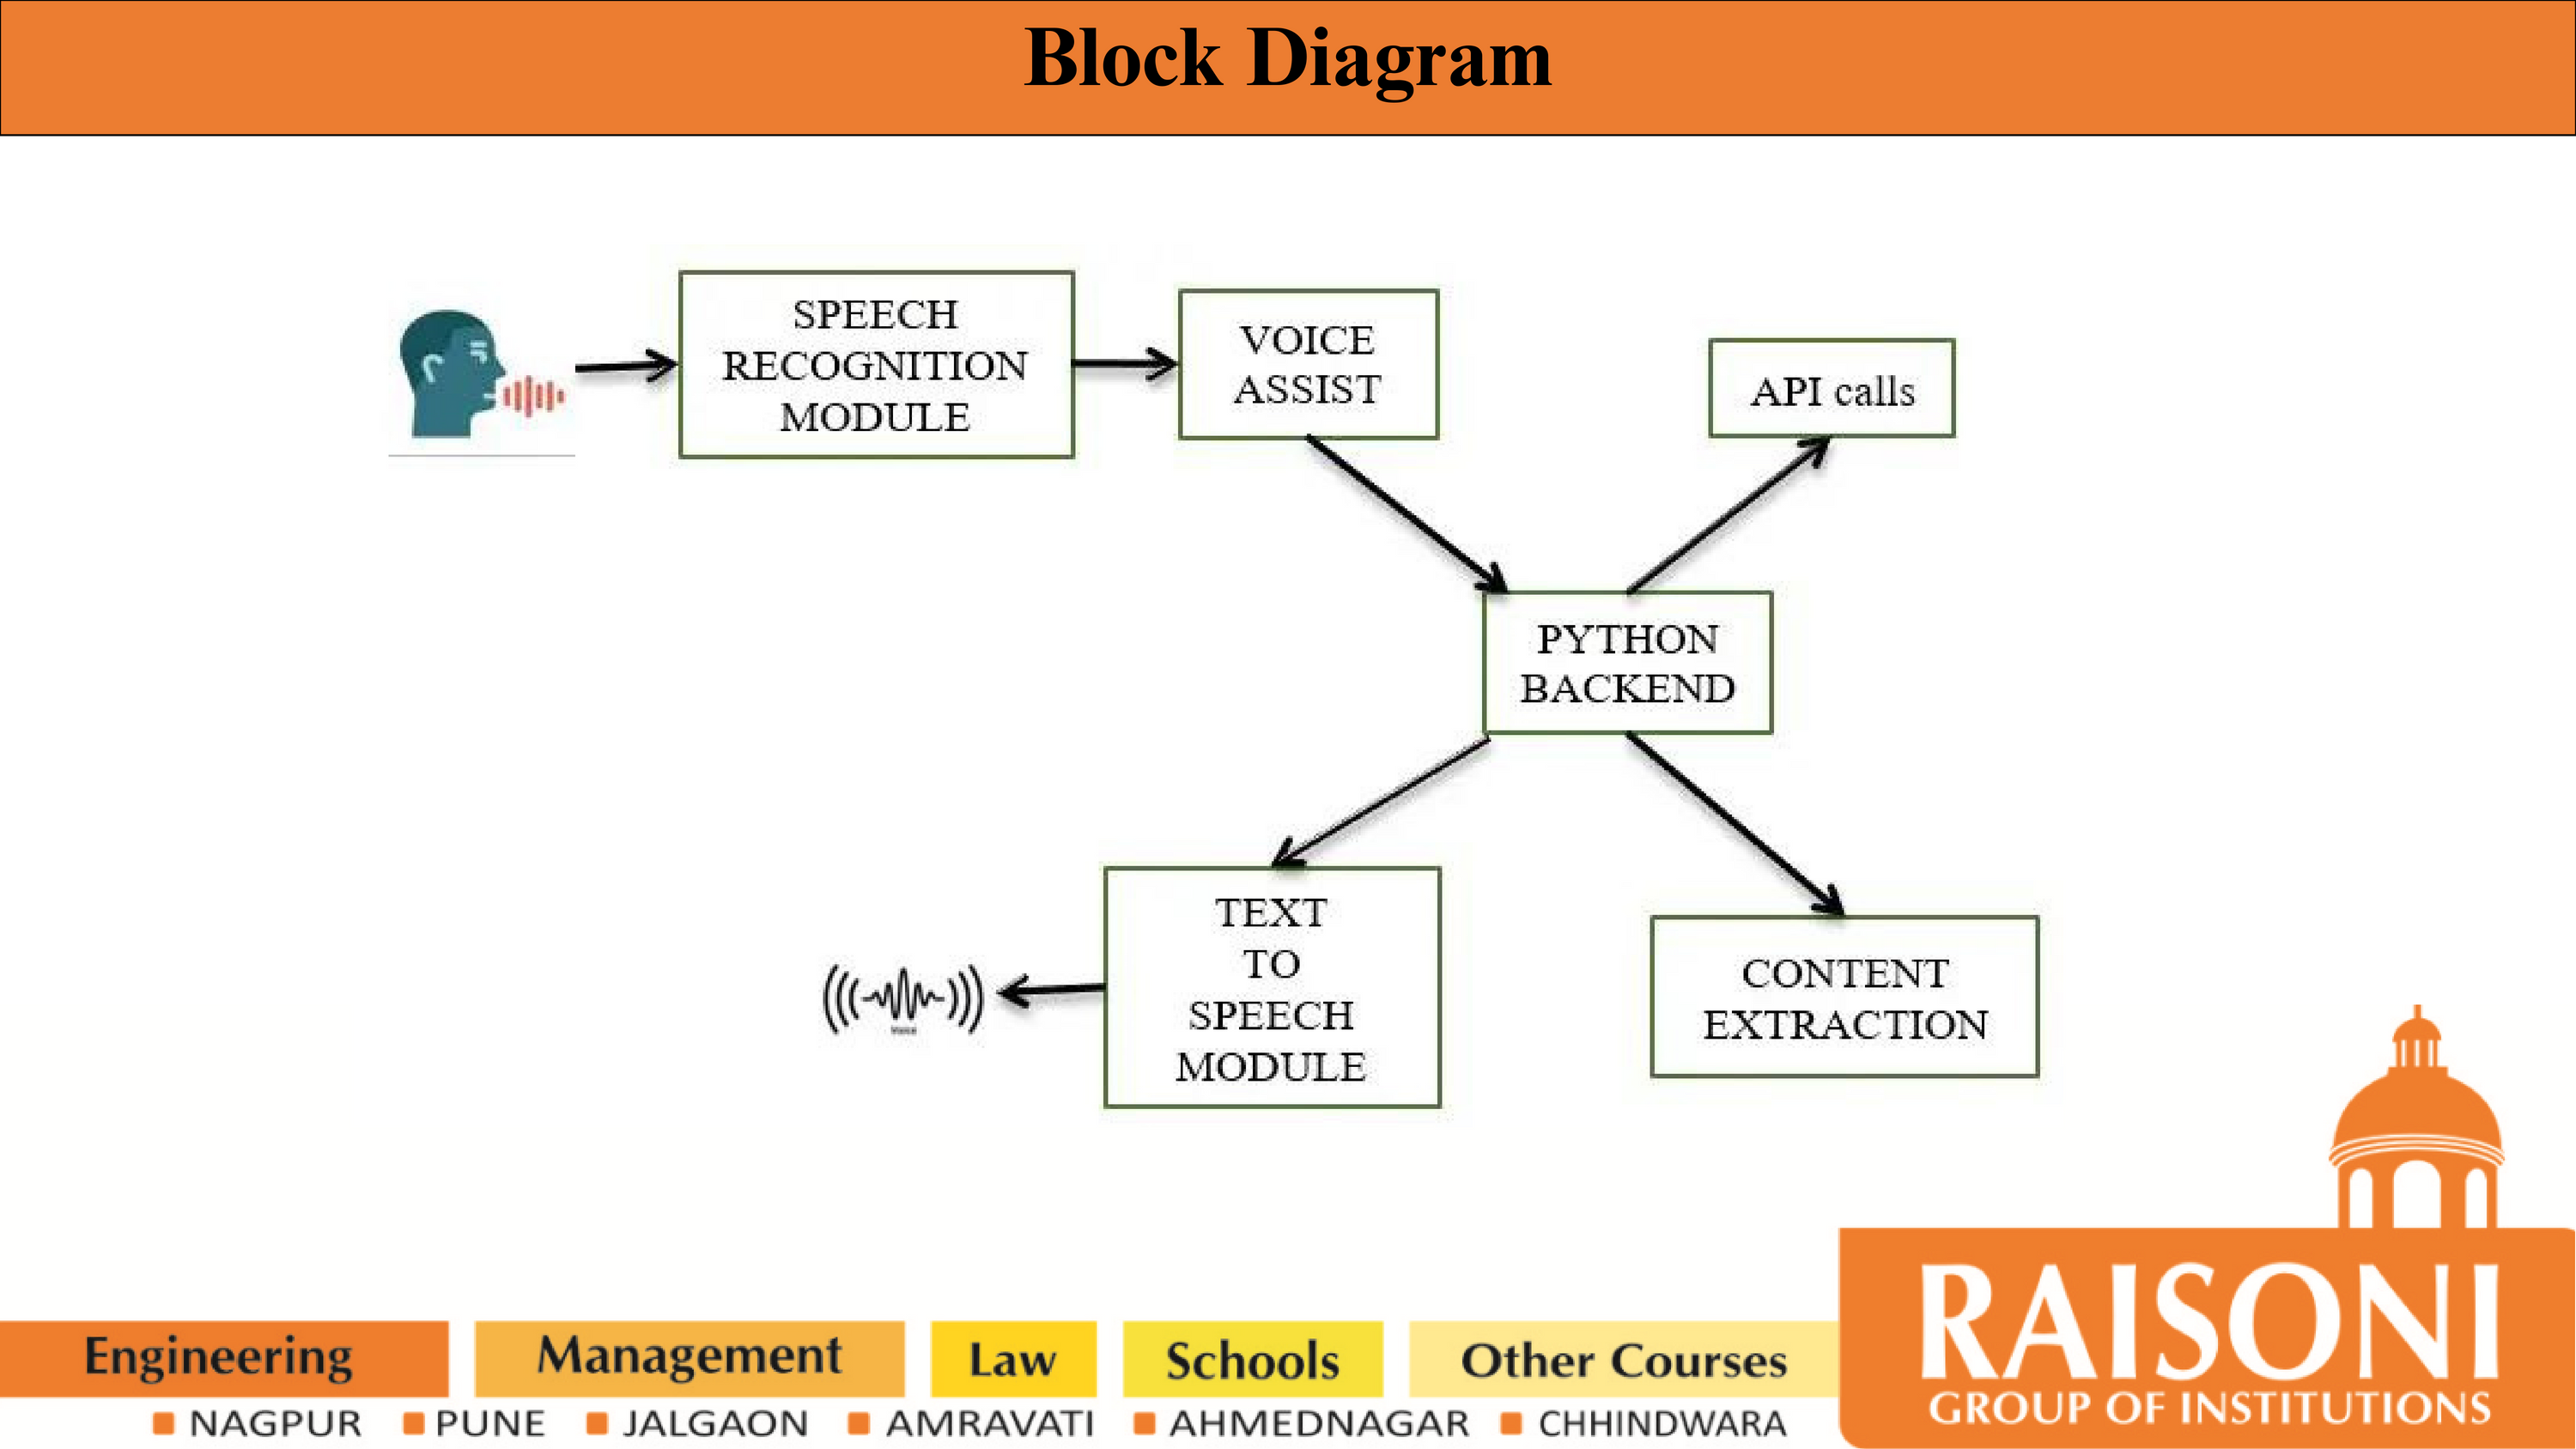 Block Diagram
SPEECH
RECOGNITION
MODULE
VOICE
ASSIST
API calls
PYTHON
BACKEND
TEXT
TO
SPEECH
MODULE
Voice
CONTENT
EXTRACTION
Engineering
Management
Law
Schools
Other Courses
NAGPUR
PUNE
JALGAON
AMRAVATI
AHMEDNAGAR
CHHINDWARA
RAISONI
GROUP OF INSTITUTIONS